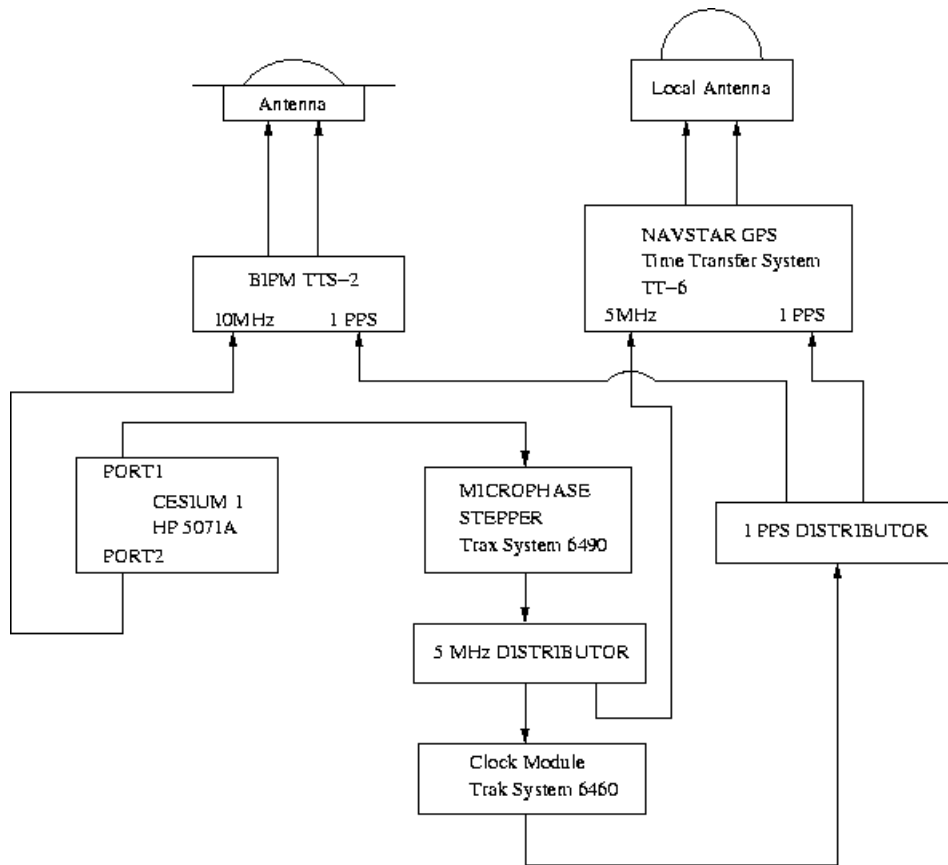 Antenna
Local Antenna
BIPM TTS-2
10MHz 1 PPS
NAVSTAR GPS
Time Transfer System
TT-6
5MHz 1 PPS
PORT1
CESIUM 1
HP 5071A
PORT2
MICROPHASE
STEPPER
Trax System 6490
1 PPS DISTRIBUTOR
5 MHz DISTRIBUTOR
Clock Module
Trak System 6460